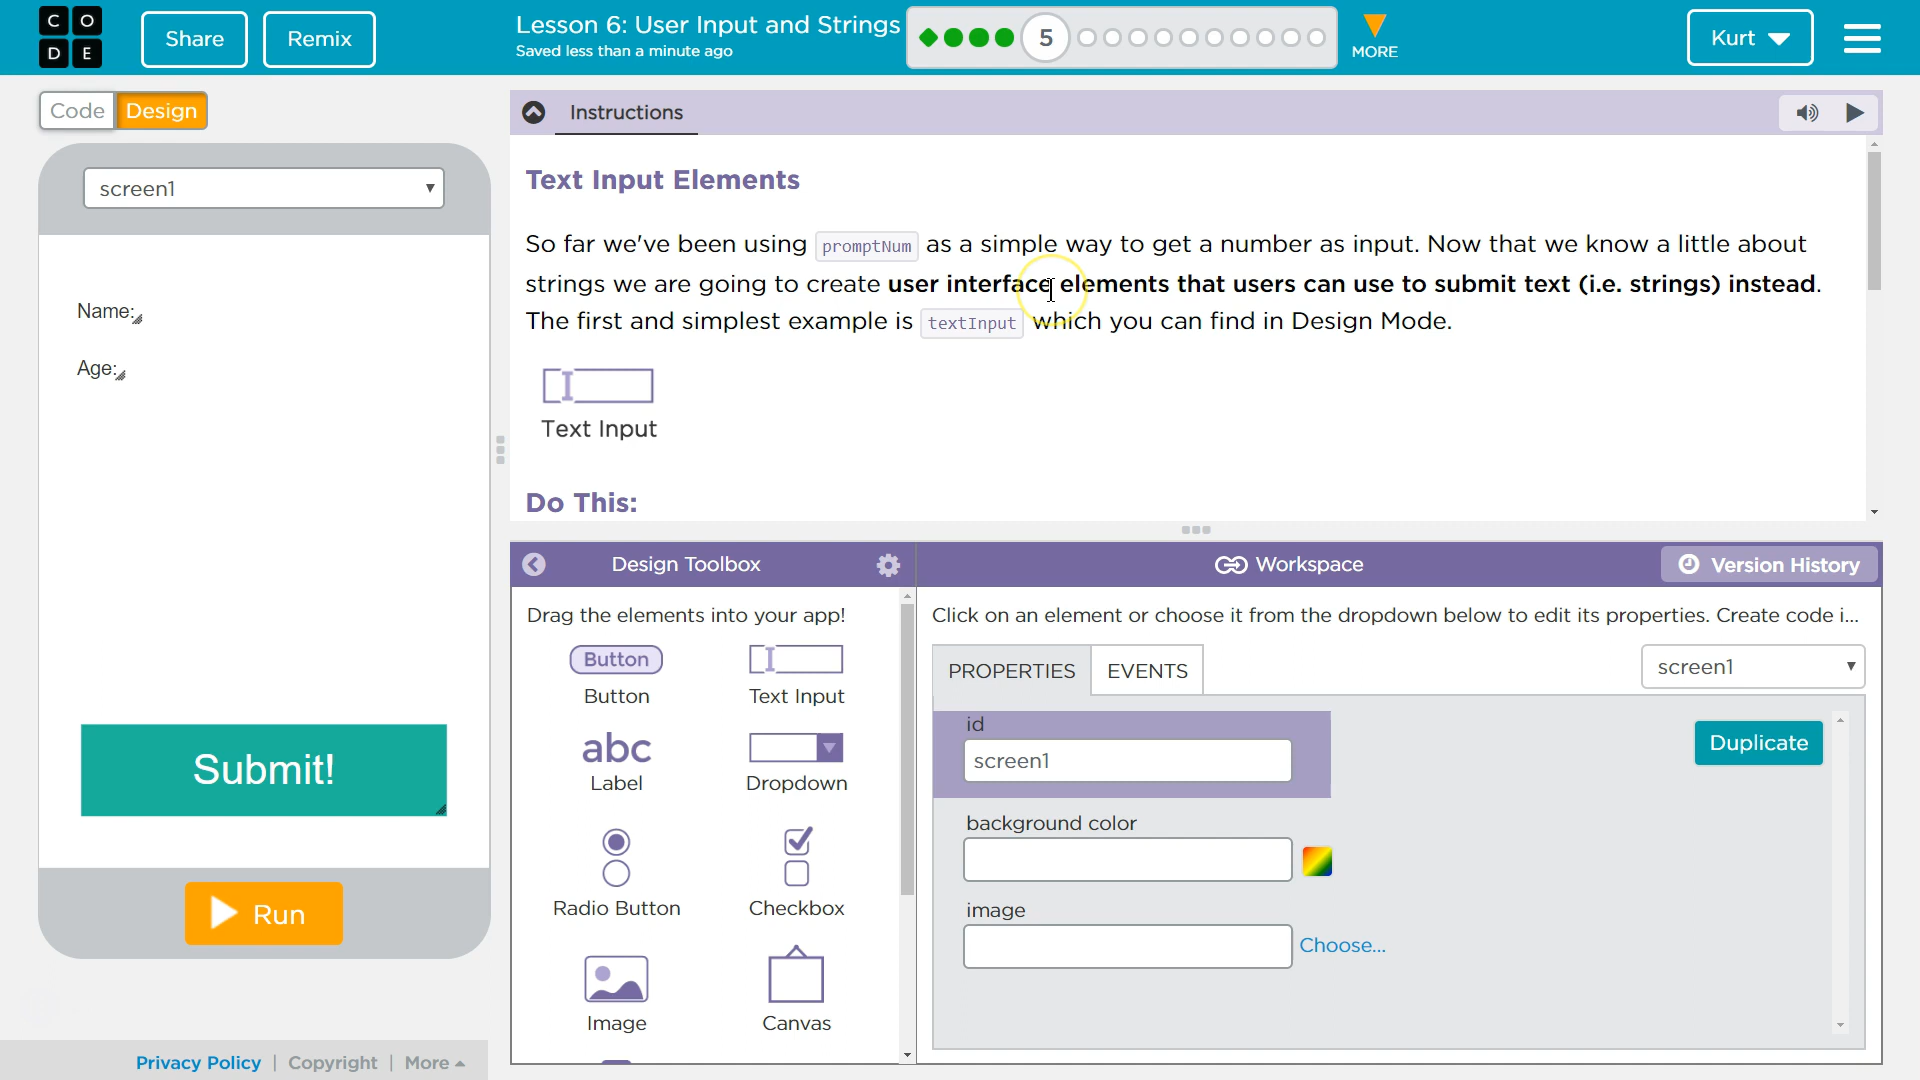 C O
D E
Share
Remix
Lesson 6: User Input and Strings
Saved less than a minute ago
5
MORE
Kurt
Code
Design
Instructions
screen1
Text Input Elements
So far we've been using promptNum as a simple way to get a number as input. Now that we know a little about
strings we are going to create user interface elements that users can use to submit text (i.e. strings) instead.
The first and simplest example is textInput which you can find in Design Mode.
Text Input
Do This:
Name:
Age:
Submit!
Run
Design Toolbox
Workspace
Version History
Drag the elements into your app!
Click on an element or choose it from the dropdown below to edit its properties. Create code i...
Button
Button
Text Input
abc
Label
Dropdown
Radio Button
Checkbox
Image
Canvas
PROPERTIES
EVENTS
screen1
id
screen1
Duplicate
background color
image
Choose...
Privacy Policy | Copyright | More